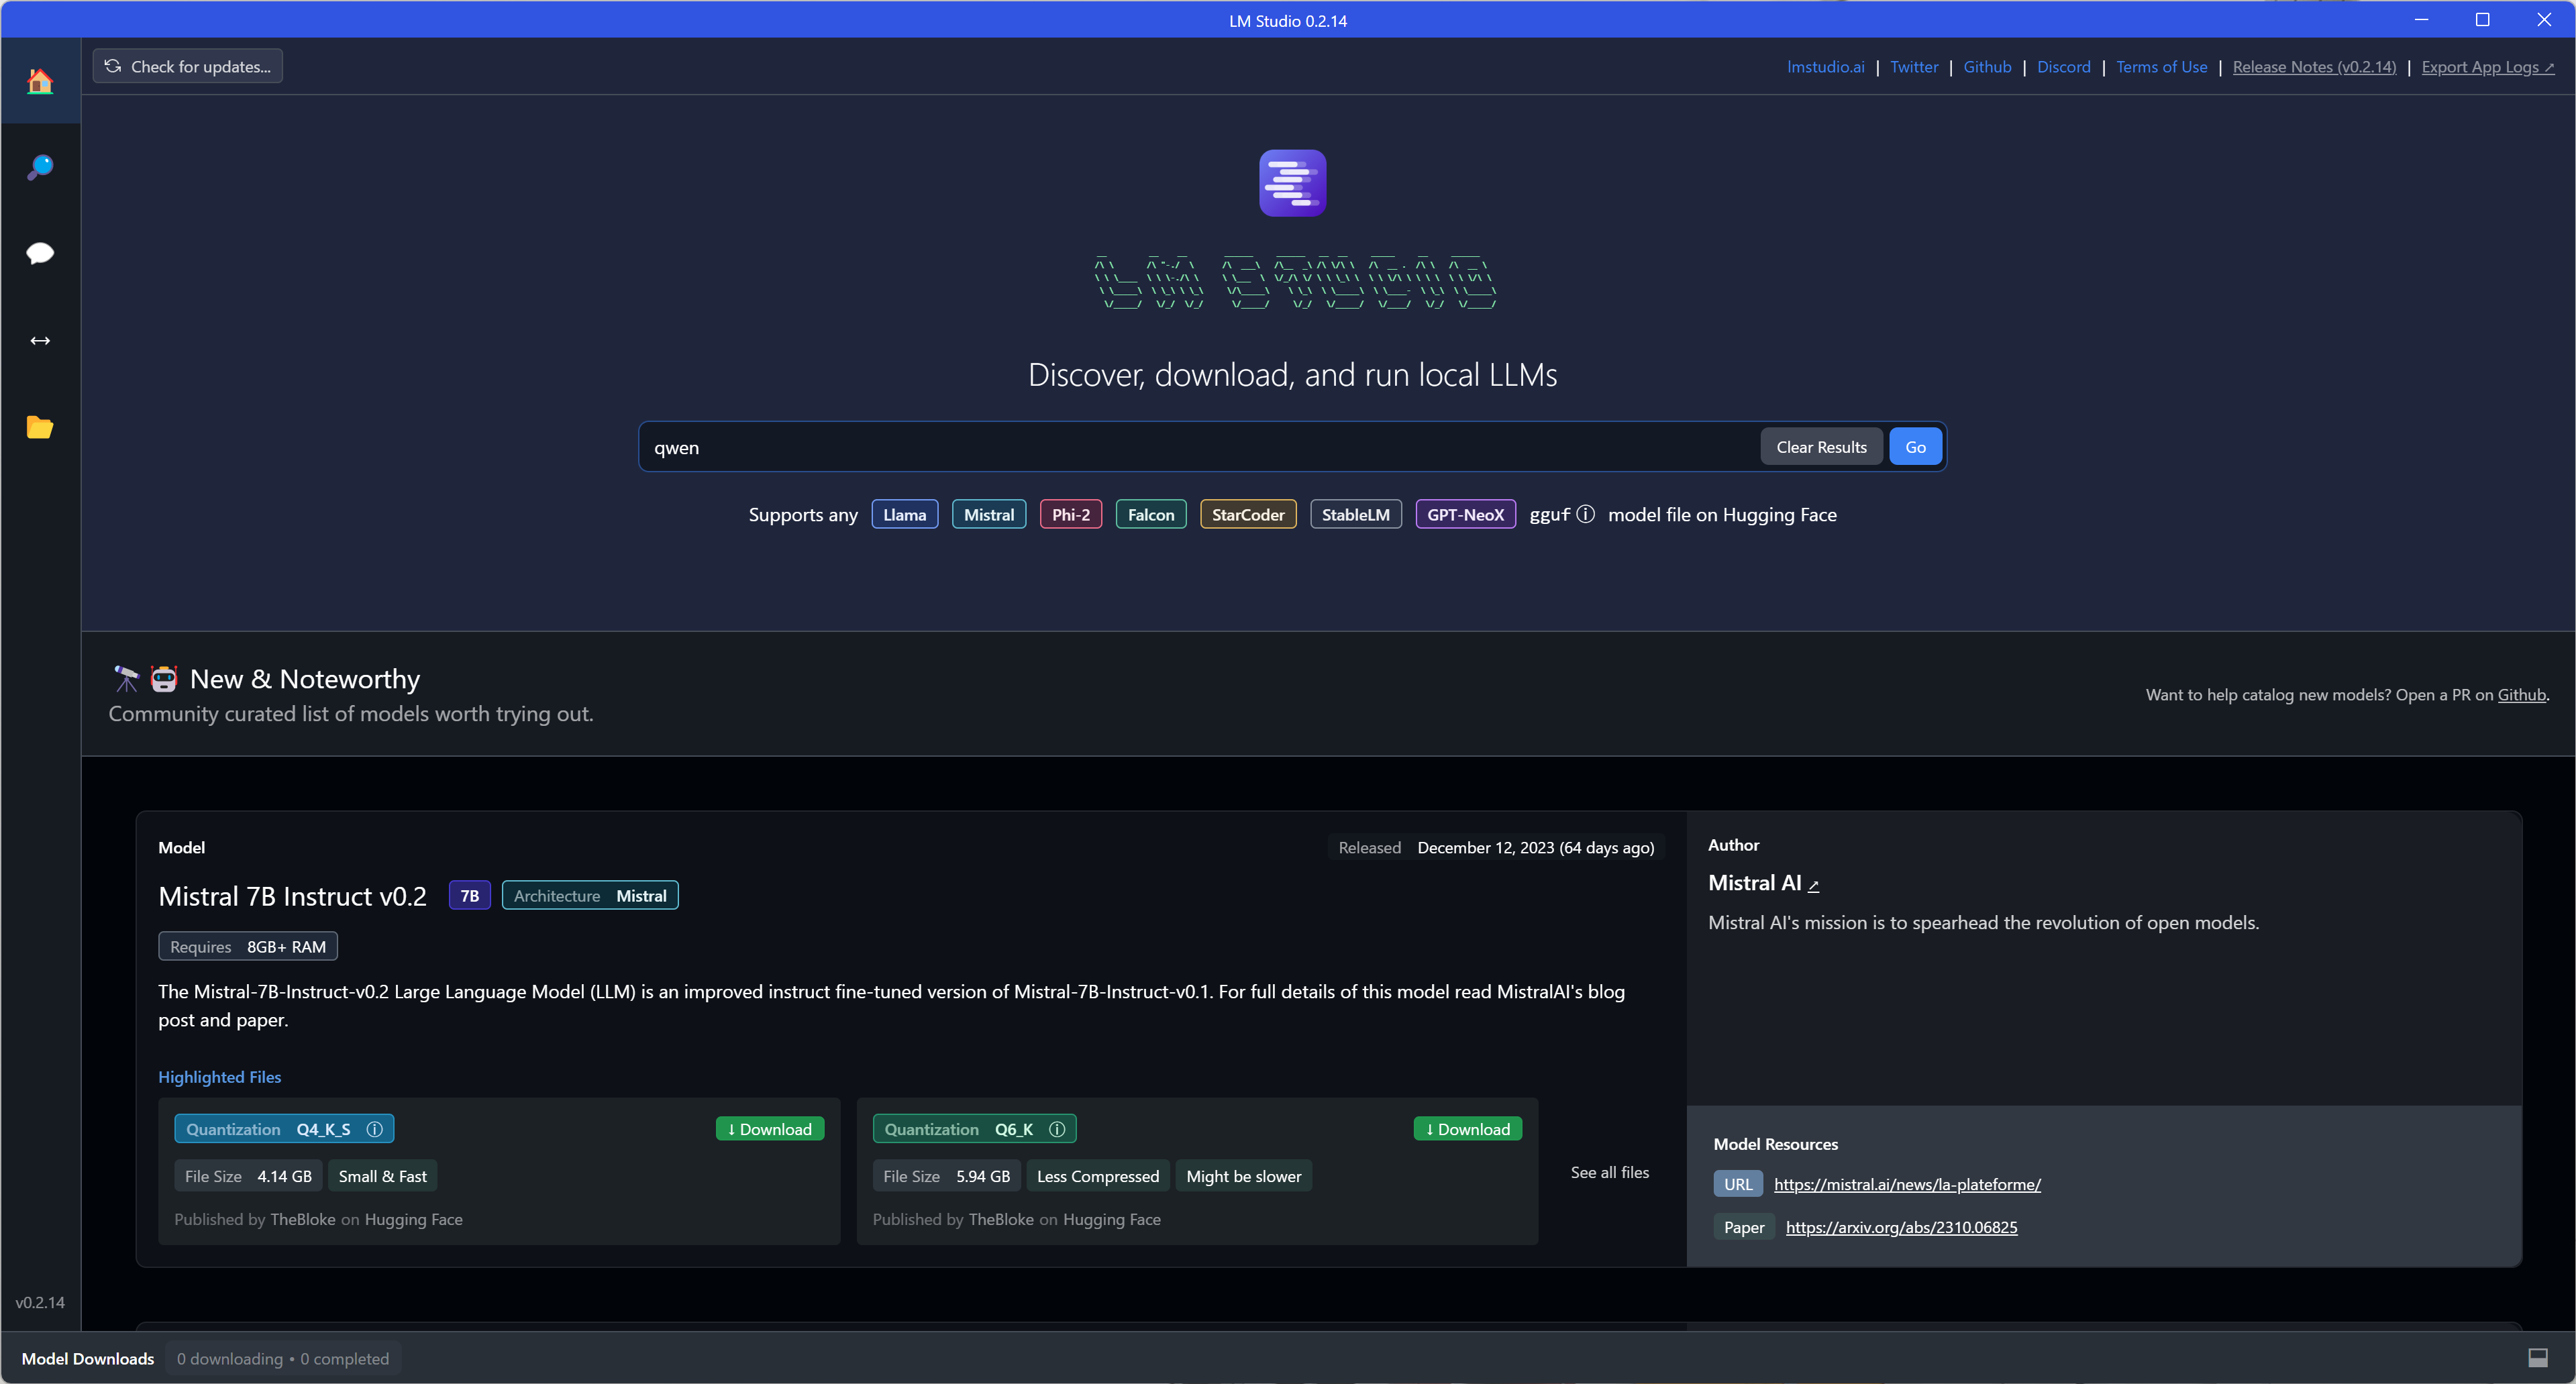 LM Studio 0.2.14
Check for updates...
lmstudio.ai | Twitter | Github | Discord | Terms of Use | Release Notes (v0.2.14) | Export App Logs ↗
LM STUDIO
Discover, download, and run local LLMs
qwen
Clear Results
Go
Supports any Llama Mistral Phi-2 Falcon StarCoder StableLM GPT-NeoX gguf ⓘ model file on Hugging Face
New & Noteworthy
Community curated list of models worth trying out.
Want to help catalog new models? Open a PR on Github.
Model
Released December 12, 2023 (64 days ago)
Mistral 7B Instruct v0.2 7B Architecture Mistral
Requires 8GB+ RAM
The Mistral-7B-Instruct-v0.2 Large Language Model (LLM) is an improved instruct fine-tuned version of Mistral-7B-Instruct-v0.1. For full details of this model read MistralAI's blog
post and paper.
Highlighted Files
Quantization Q4_K_S ⓘ
↓ Download
File Size 4.14 GB Small & Fast
Published by TheBloke on Hugging Face
Quantization Q6_K ⓘ
↓ Download
File Size 5.94 GB Less Compressed Might be slower
Published by TheBloke on Hugging Face
See all files
Author
Mistral AI ↗
Mistral AI's mission is to spearhead the revolution of open models.
Model Resources
URL https://mistral.ai/news/la-plateforme/
Paper https://arxiv.org/abs/2310.06825
v0.2.14
Model Downloads 0 downloading • 0 completed